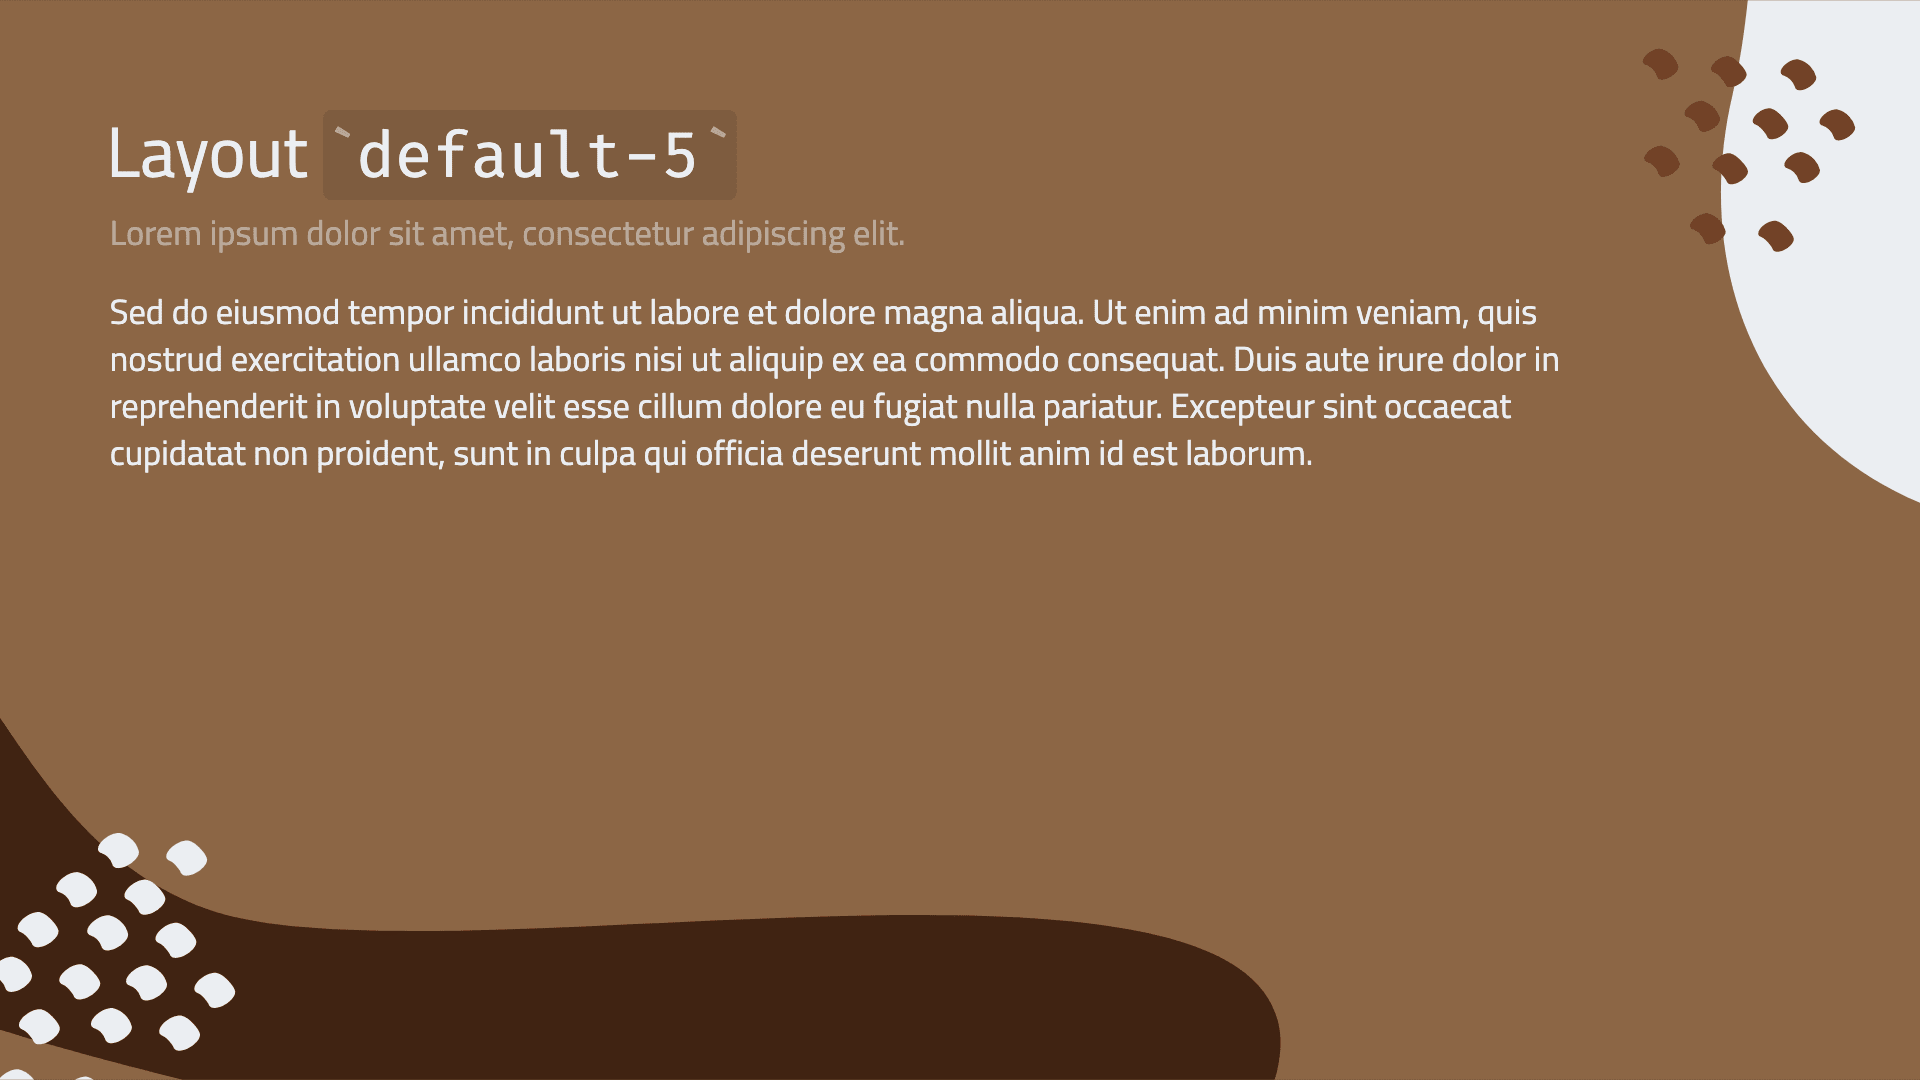 Layout `default-5`
Lorem ipsum dolor sit amet, consectetur adipiscing elit.
Sed do eiusmod tempor incididunt ut labore et dolore magna aliqua. Ut enim ad minim veniam, quis
nostrud exercitation ullamco laboris nisi ut aliquip ex ea commodo consequat. Duis aute irure dolor in
reprehenderit in voluptate velit esse cillum dolore eu fugiat nulla pariatur. Excepteur sint occaecat
cupidatat non proident, sunt in culpa qui officia deserunt mollit anim id est laborum.